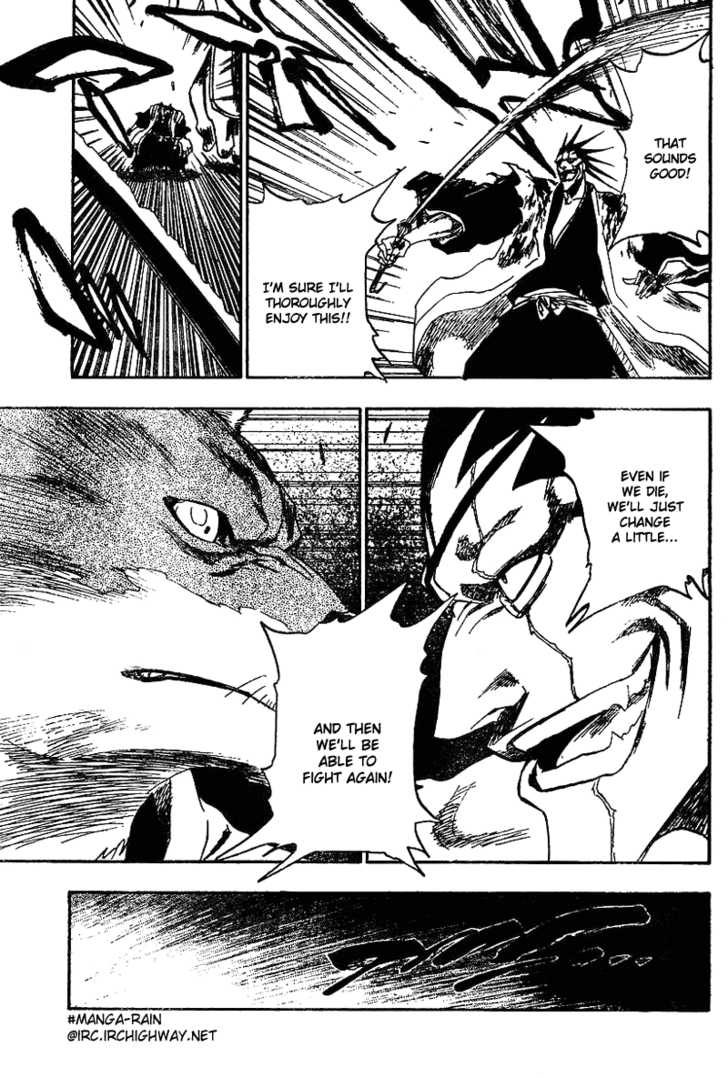 THAT
SOUNDS
GOOD!
I'M SURE I'LL
THOROUGHLY
ENJOY THIS!!
EVEN IF
WE DIE,
WE'LL JUST
CHANGE
A LITTLE...
AND THEN
WE'LL BE
ABLE TO
FIGHT AGAIN!
#MANGA-RAIN
@IRC.IRCHIGHWAY.NET